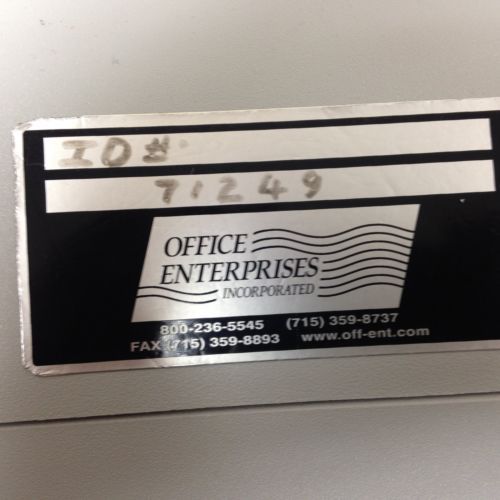 ID#
71249
OFFICE
ENTERPRISES
INCORPORATED
800-236-5545 (715) 359-8737
FAX (715) 359-8893 www.off-ent.com